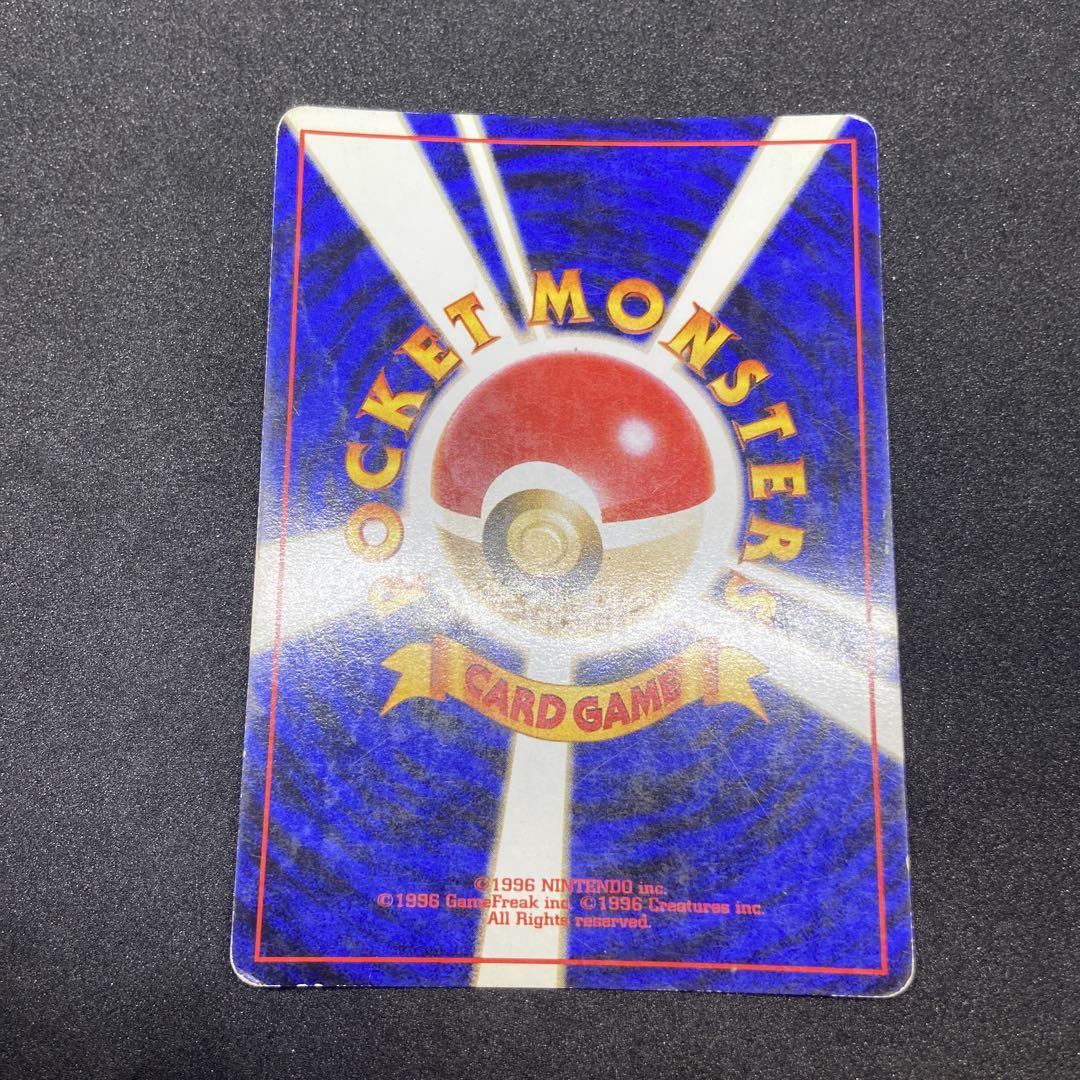 POCKET MONSTERS
CARD GAME
©1996 NINTENDO inc.
©1996 GameFreak inc. ©1996 Creatures inc.
All Rights reserved.